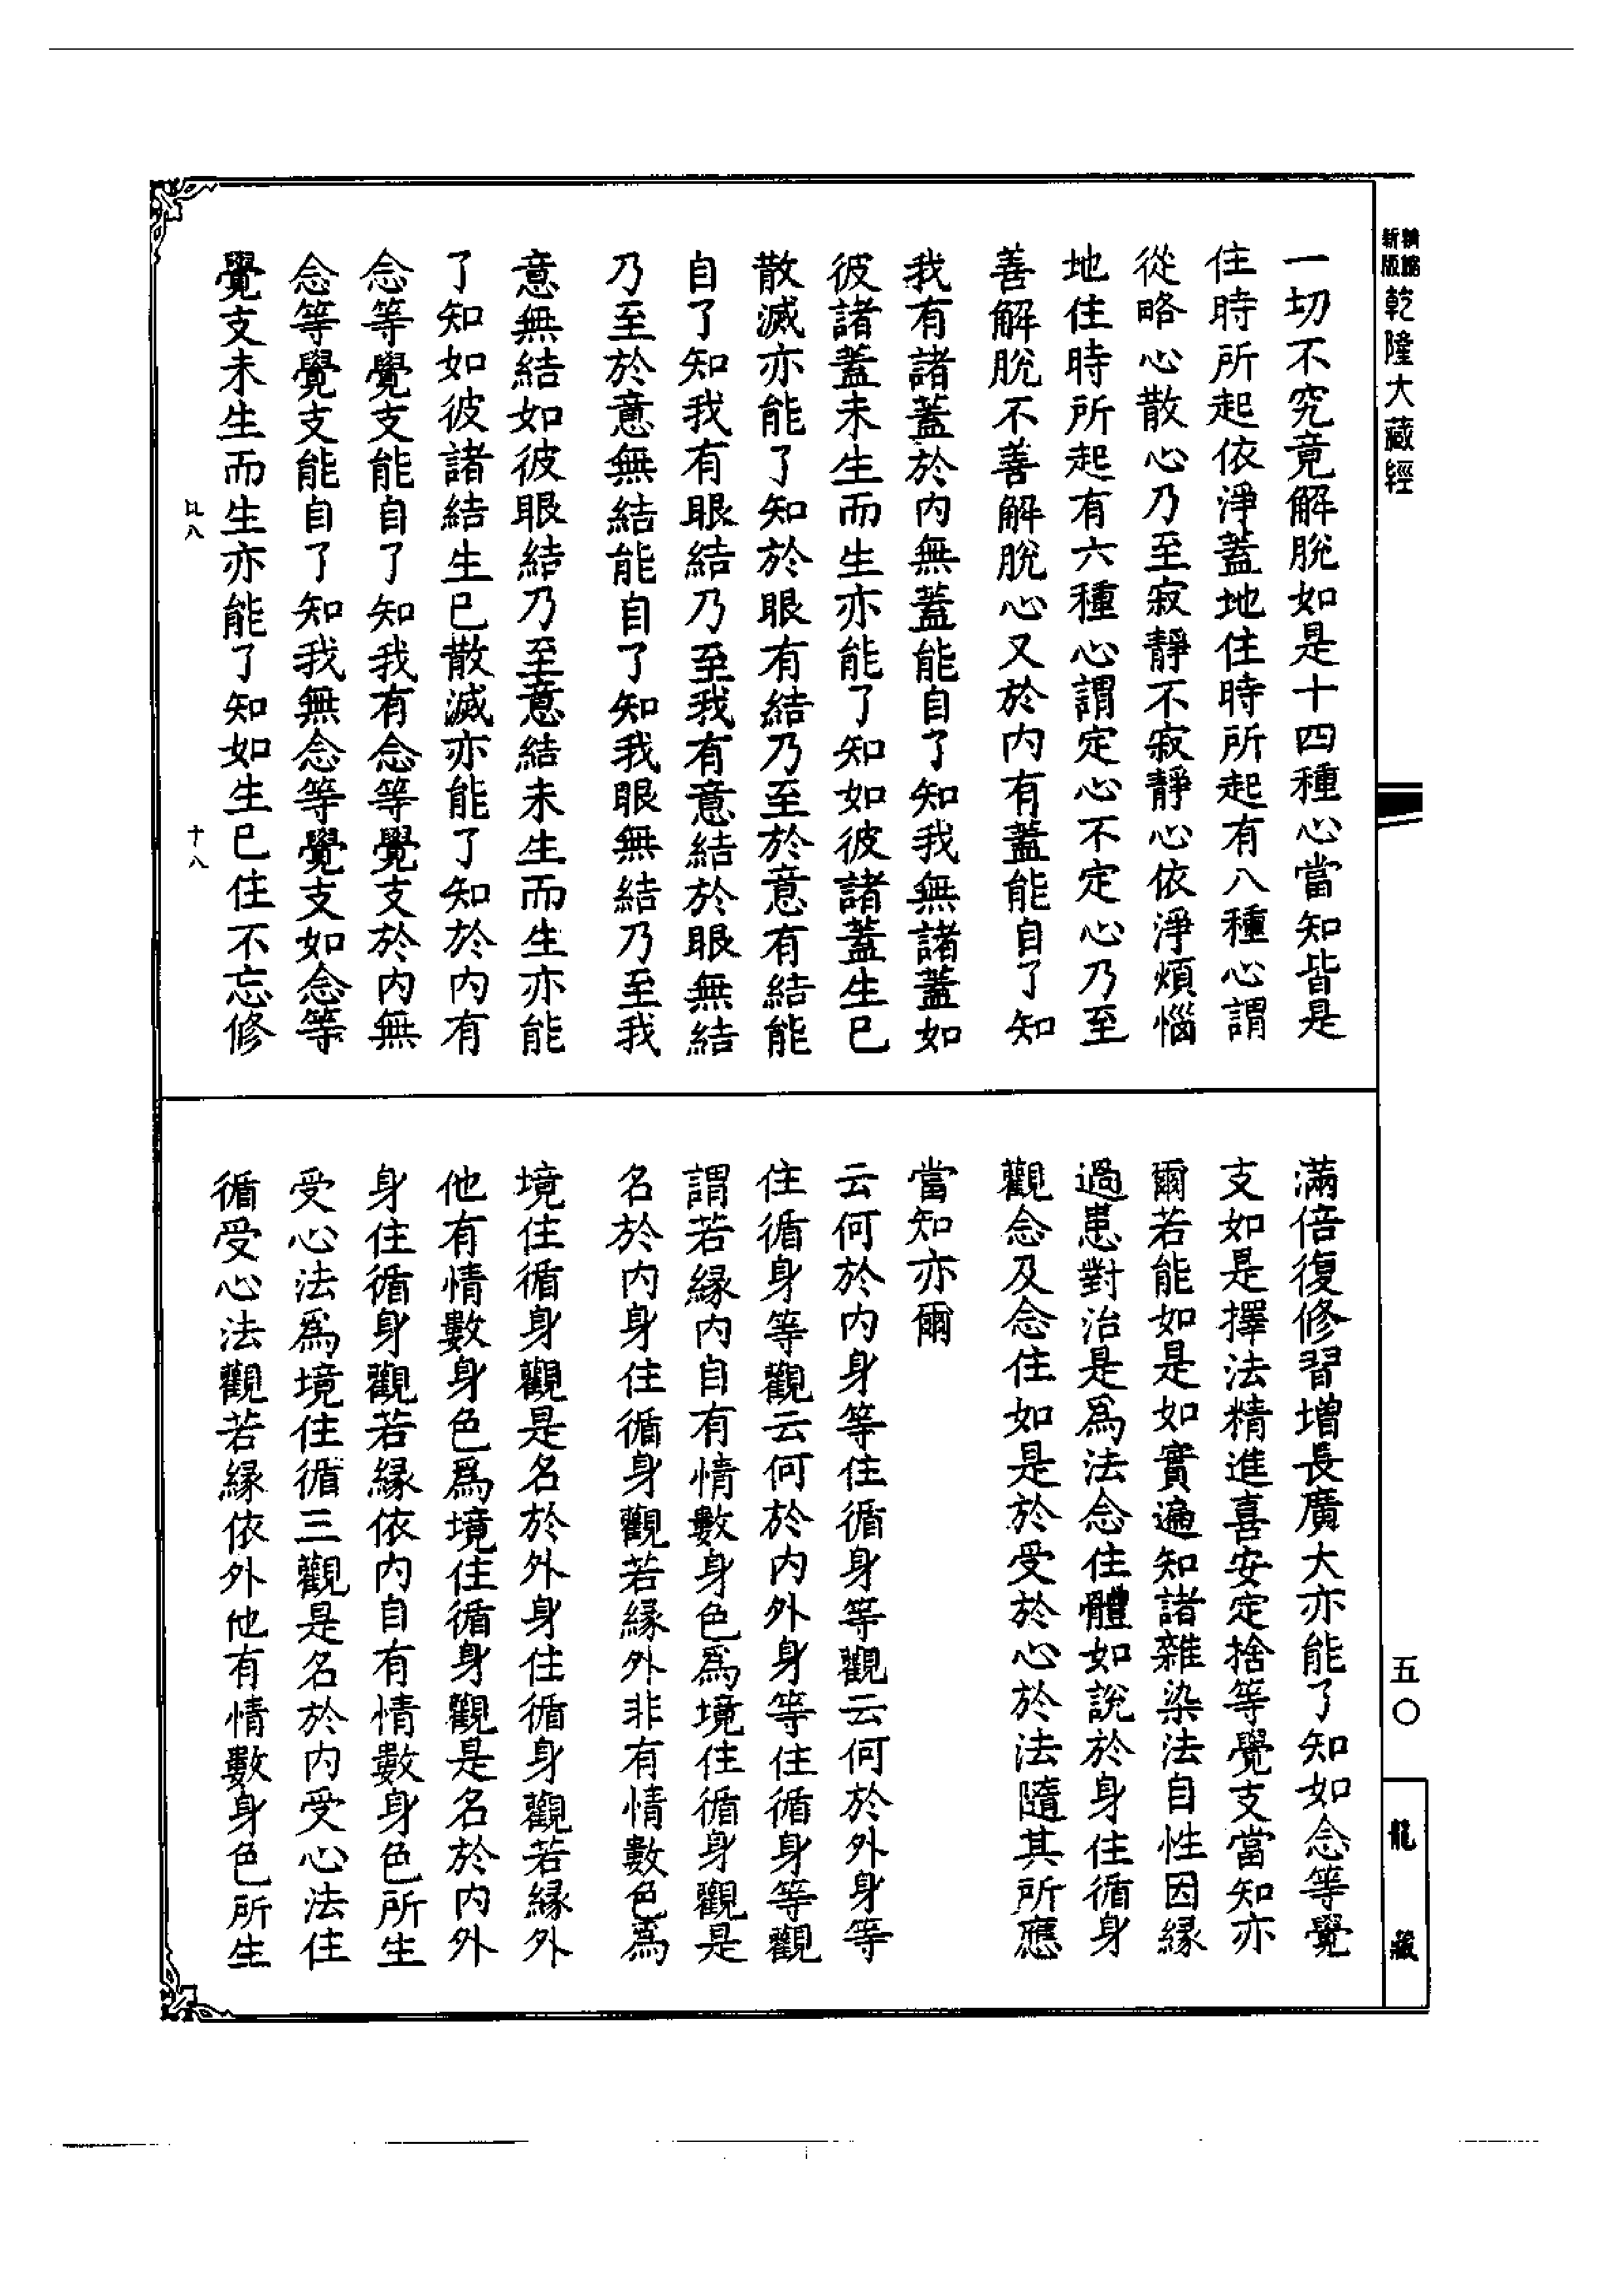 精縮
新版
乾隆大藏經
一切不究竟解脫如是十四種心當知皆是
住時所起依淨蓋地住時所起有八種心謂
從略心散心乃至寂靜不寂靜心依淨煩惱
地住時所起有六種心謂定心不定心乃至
善解脫不善解脫心又於內有蓋能自了知
我有諸蓋於內無蓋能自了知我無諸蓋如
彼諸蓋未生而生亦能了知如彼諸蓋生已
散滅亦能了知於眼有結乃至於意有結能
自了知我有眼結乃至我有意結於眼無結
乃至於意無結能自了知我眼無結乃至我
意無結如彼眼結乃至意結未生而生亦能
了知如彼諸結生已散滅亦能了知於內有
念等覺支能自了知我有念等覺支於內無
念等覺支能自了知我無念等覺支如念等
覺支未生而生亦能了知如生已住不忘修
比八
十八
滿倍復修習增長廣大亦能了知如念等覺
支如是擇法精進喜安定捨等覺支當知亦
爾若能如是如實遍知諸雜染法自性因緣
過患對治是爲法念住體如說於身住循身
觀念及念住如是於受於心於法隨其所應
當知亦爾
云何於內身等住循身等觀云何於外身等
住循身等觀云何於內外身等住循身等觀
謂若緣內自有情數身色爲境住循身觀是
名於內身住循身觀若緣外非有情數色爲
境住循身觀是名於外身住循身觀若緣外
他有情數身色爲境住循身觀是名於內外
身住循身觀若緣依內自有情數身色所生
受心法爲境住循三觀是名於內受心法住
循受心法觀若緣依外他有情數身色所生
五〇
龍藏